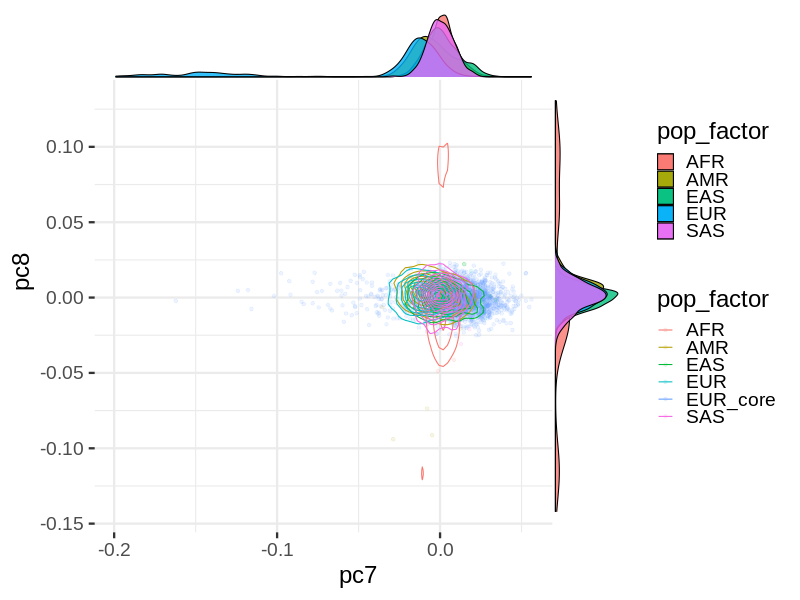 pop_factor
AFR
AMR
EAS
EUR
SAS
pop_factor
AFR
AMR
EAS
EUR
EUR_core
SAS
0.10
0.05
0.00
-0.05
-0.10
-0.15
pc8
-0.2
-0.1
0.0
pc7